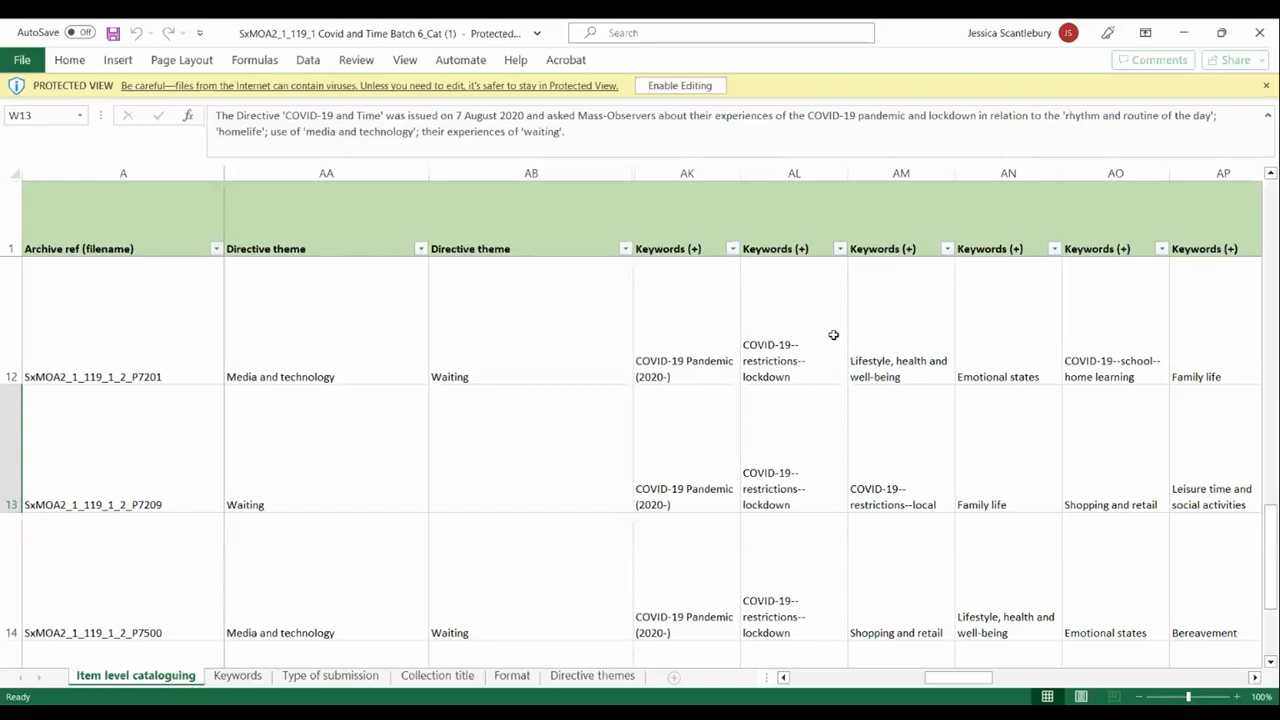 AutoSave Off SxMOA2_1_119_1 Covid and Time Batch 6_Cat (1) - Protected... Search Jessica Scantlebury JS
File Home Insert Page Layout Formulas Data Review View Automate Help Acrobat Comments Share
PROTECTED VIEW Be careful—files from the Internet can contain viruses. Unless you need to edit, it's safer to stay in Protected View. Enable Editing
W13 fx The Directive 'COVID-19 and Time' was issued on 7 August 2020 and asked Mass-Observers about their experiences of the COVID-19 pandemic and lockdown in relation to the 'rhythm and routine of the day';
'homelife'; use of 'media and technology'; their experiences of 'waiting'.
A AA AB AK AL AM AN AO AP
1 Archive ref (filename) Directive theme Directive theme Keywords (+) Keywords (+) Keywords (+) Keywords (+) Keywords (+) Keywords (+)
COVID-19--
COVID-19 Pandemic restrictions-- Lifestyle, health and COVID-19--school--
12 SxMOA2_1_119_1_2_P7201 Media and technology Waiting (2020-) lockdown well-being Emotional states home learning Family life
COVID-19--
COVID-19 Pandemic restrictions-- COVID-19-- Leisure time and
13 SxMOA2_1_119_1_2_P7209 Waiting (2020-) lockdown restrictions--local Family life Shopping and retail social activities
COVID-19--
COVID-19 Pandemic restrictions-- Lifestyle, health and
14 SxMOA2_1_119_1_2_P7500 Media and technology Waiting (2020-) lockdown Shopping and retail well-being Emotional states Bereavement
Item level cataloguing Keywords Type of submission Collection title Format Directive themes
Ready 100%